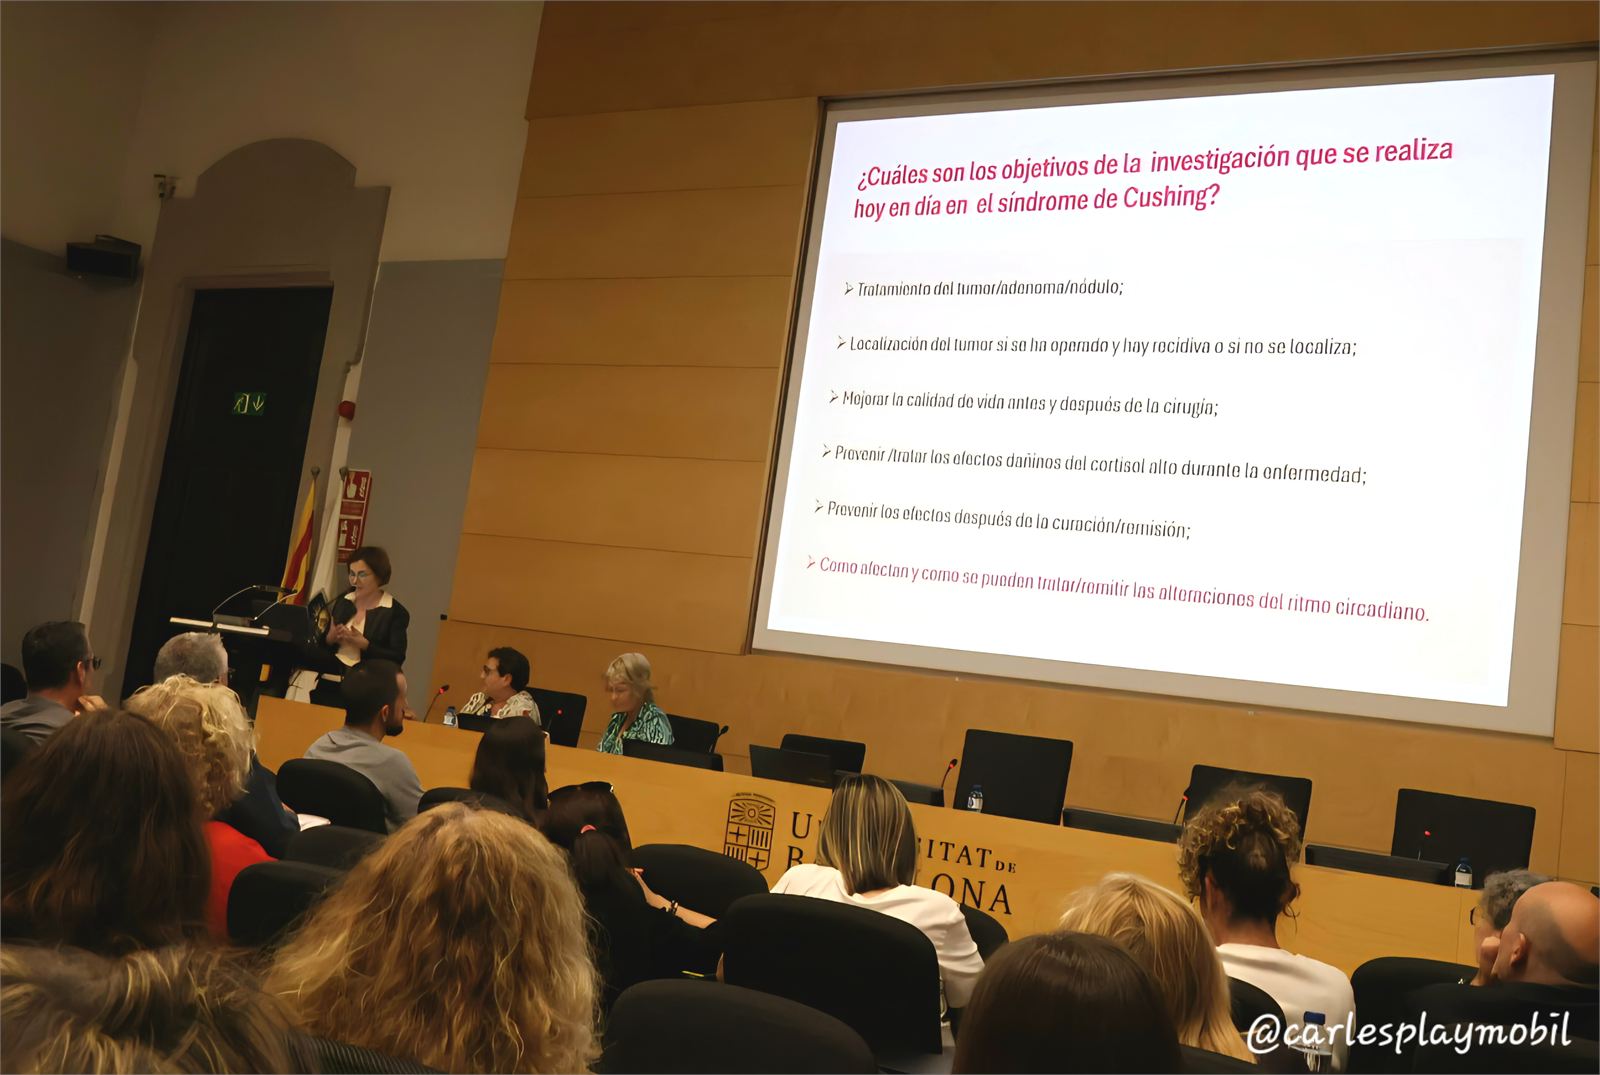 ¿Cuáles son los objetivos de la investigación que se realiza
hoy en día en el síndrome de Cushing?
➢ Tratamiento del tumor/adenoma/nódulo;
➢ Localización del tumor si se ha operado y hay recidiva o si no se localiza;
➢ Mejorar la calidad de vida antes y después de la cirugía;
➢ Prevenir /tratar los efectos dañinos del cortisol alto durante la enfermedad;
➢ Prevenir los efectos después de la curación/remisión;
➢ Como afectan y como se pueden tratar/remitir las alteraciones del ritmo circadiano.
ITAT DE
ONA
@carlesplaymobil